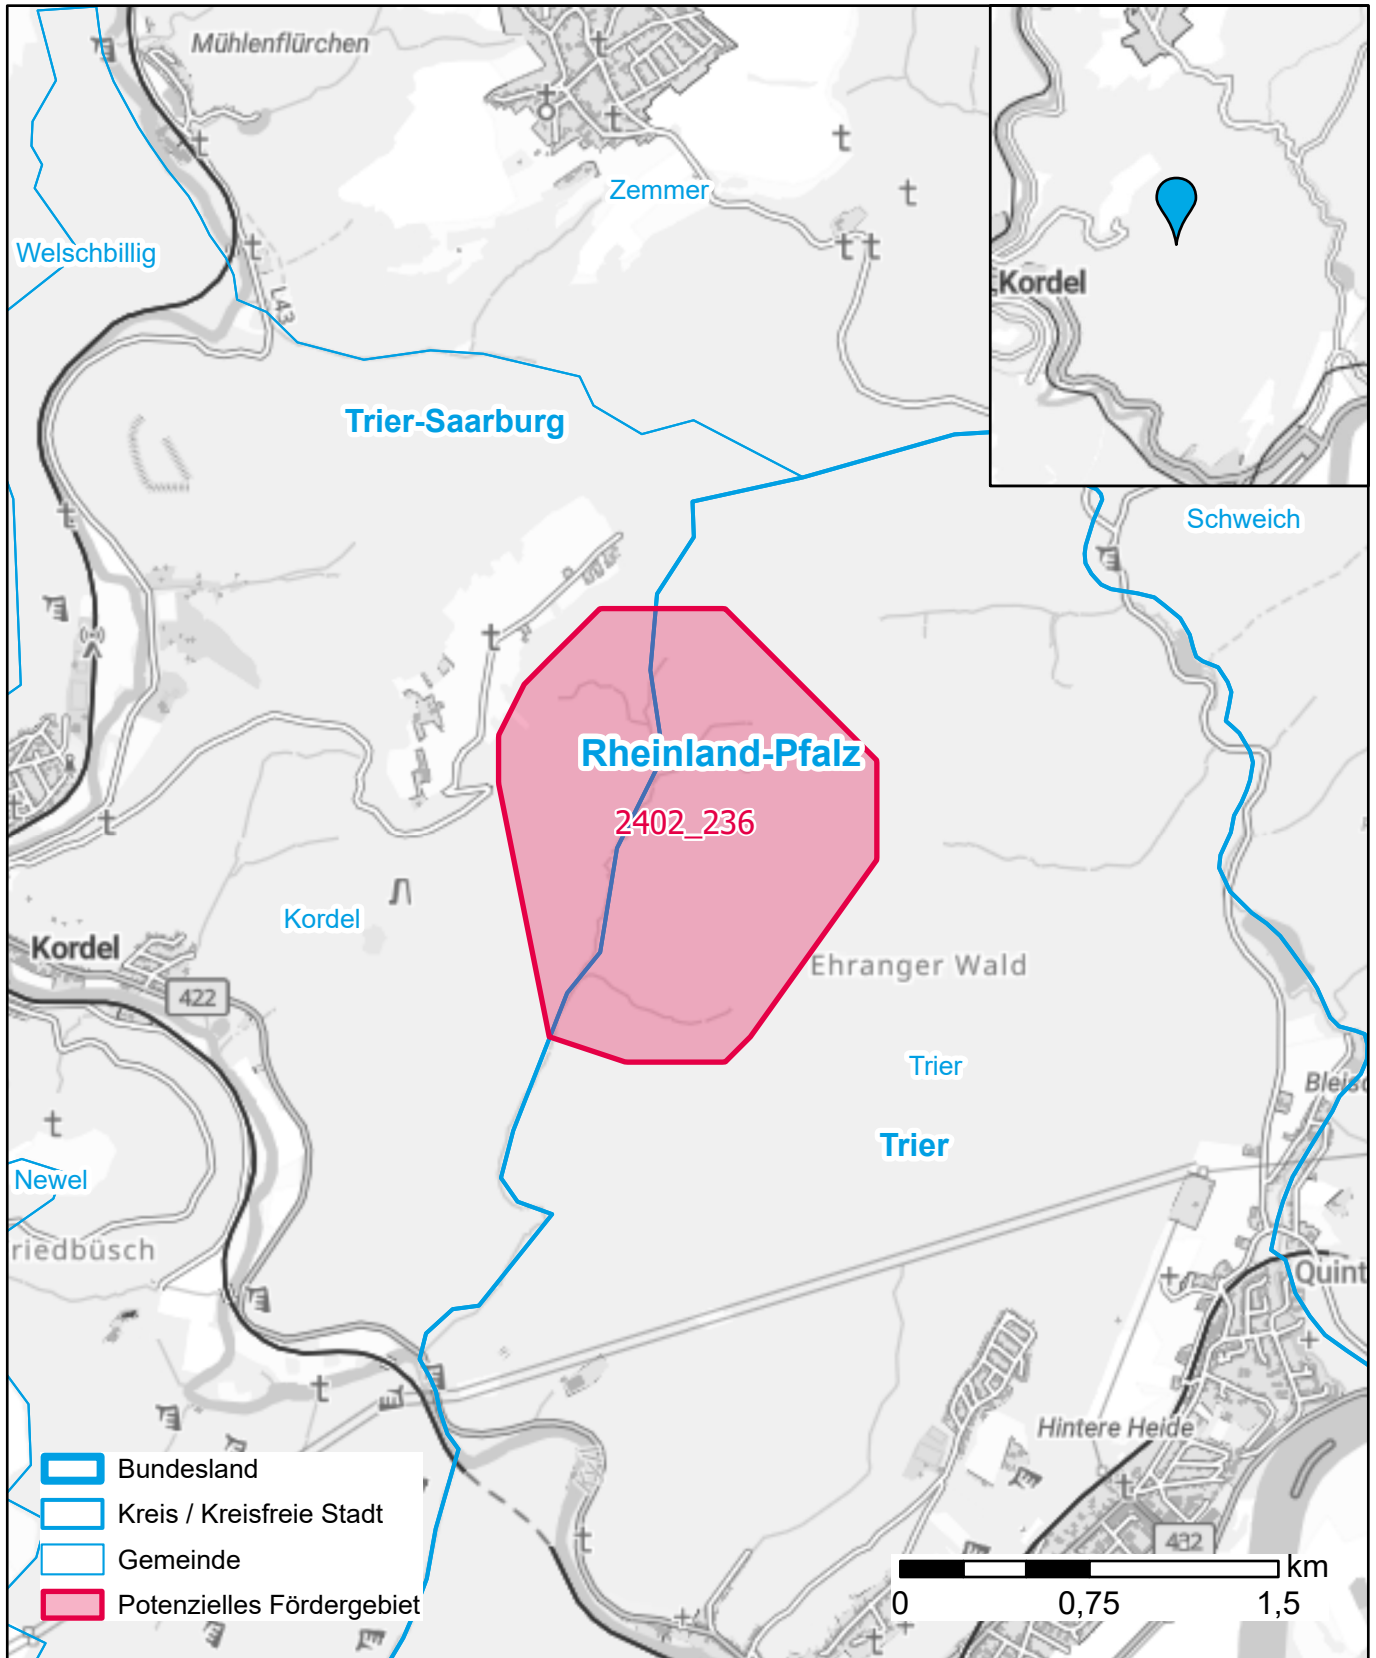 Mühlenflürchen
Zemmer
Welschbillig
L43
Kordel
Trier-Saarburg
Schweich
Rheinland-Pfalz
2402_236
Kordel
Kordel
Ehranger Wald
422
Trier
Bleisc
Trier
Newel
riedbüsch
Quint
Hintere Heide
432
Bundesland
Kreis / Kreisfreie Stadt
Gemeinde
Potenzielles Fördergebiet
km
0 0,75 1,5